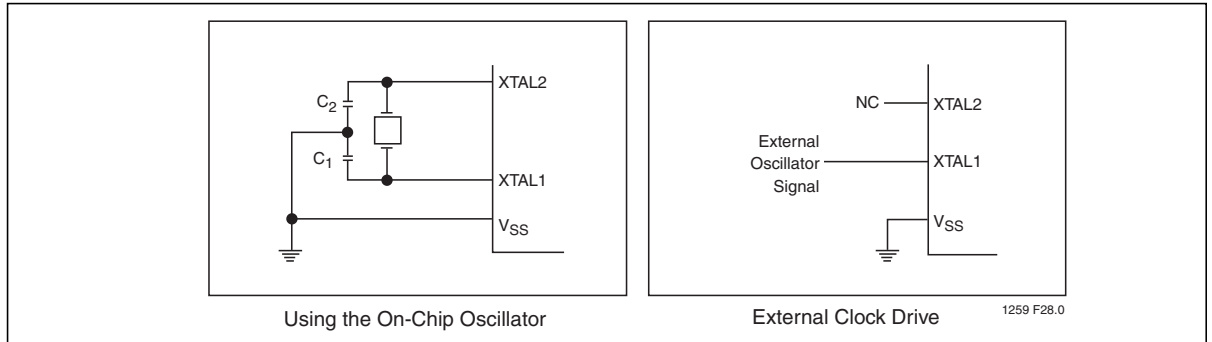 XTAL2
C2
C1
XTAL1
VSS
Using the On-Chip Oscillator
NC
XTAL2
External
Oscillator
Signal
XTAL1
VSS
External Clock Drive
1259 F28.0